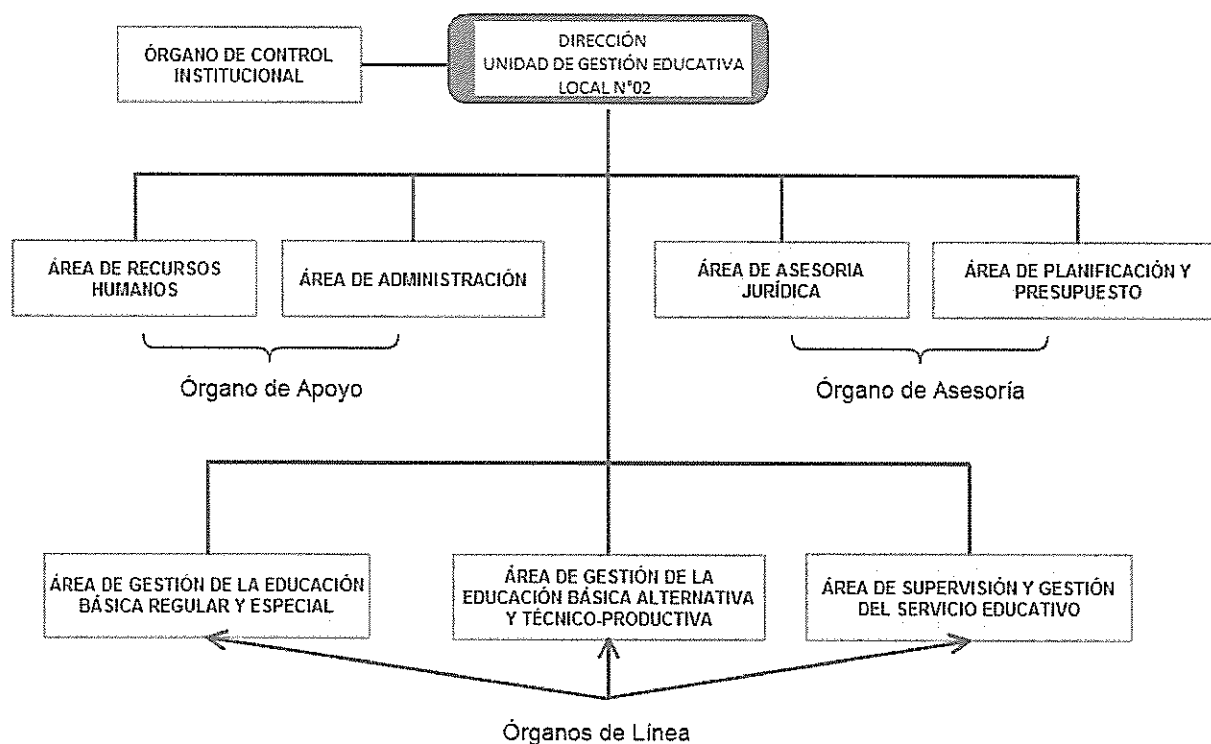 ÓRGANO DE CONTROL
INSTITUCIONAL
DIRECCIÓN
UNIDAD DE GESTIÓN EDUCATIVA
LOCAL N°02
ÁREA DE RECURSOS
HUMANOS
ÁREA DE ADMINISTRACIÓN
ÁREA DE ASESORIA
JURÍDICA
ÁREA DE PLANIFICACIÓN Y
PRESUPUESTO
Órgano de Apoyo
Órgano de Asesoría
ÁREA DE GESTIÓN DE LA EDUCACIÓN
BÁSICA REGULAR Y ESPECIAL
ÁREA DE GESTIÓN DE LA
EDUCACIÓN BÁSICA ALTERNATIVA
Y TÉCNICO-PRODUCTIVA
ÁREA DE SUPERVISIÓN Y GESTIÓN
DEL SERVICIO EDUCATIVO
Órganos de Línea